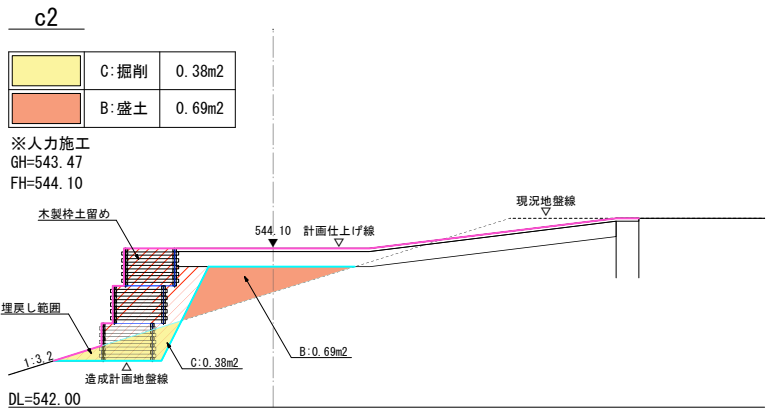 c2
C:掘削 0.38m2
B:盛土 0.69m2
※人力施工
GH=543.47
FH=544.10
現況地盤線
木製枠土留め
544.10 計画仕上げ線
埋戻し範囲
B:0.69m2
C:0.38m2
1:3.2
造成計画地盤線
DL=542.00